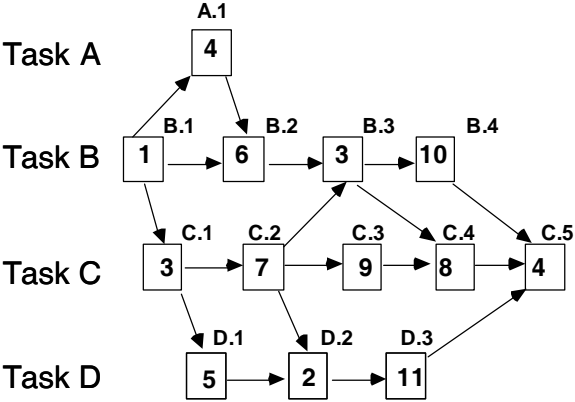 A.1
Task A
4
B.1 B.2 B.3 B.4
Task B 1 6 3 10
C.1 C.2 C.3 C.4 C.5
Task C 3 7 9 8 4
D.1 D.2 D.3
Task D 5 2 11